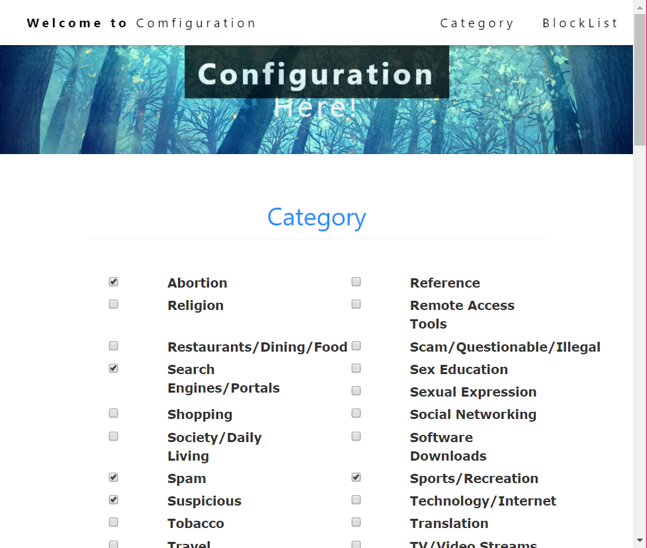 Welcome to Comfiguration
Category
BlockList
Configuration
Here!
Category
Abortion
Reference
Religion
Remote Access
Tools
Restaurants/Dining/Food
Scam/Questionable/Illegal
Search
Engines/Portals
Sex Education
Sexual Expression
Shopping
Social Networking
Society/Daily
Living
Software
Downloads
Spam
Sports/Recreation
Suspicious
Technology/Internet
Tobacco
Translation
Travel
TV/Video Streams